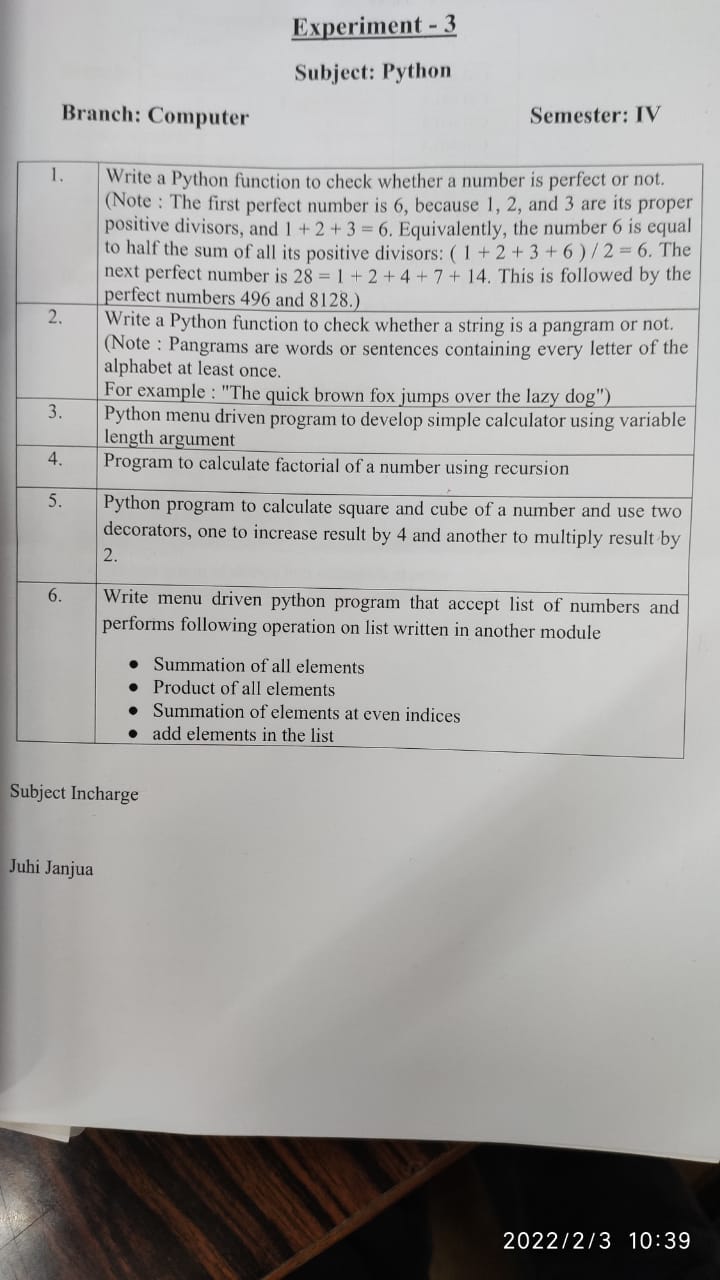 Experiment - 3
Subject: Python
Branch: Computer Semester: IV
1. Write a Python function to check whether a number is perfect or not.
(Note : The first perfect number is 6, because 1, 2, and 3 are its proper
positive divisors, and 1 + 2 + 3 = 6. Equivalently, the number 6 is equal
to half the sum of all its positive divisors: ( 1 + 2 + 3 + 6 ) / 2 = 6. The
next perfect number is 28 = 1 + 2 + 4 + 7 + 14. This is followed by the
perfect numbers 496 and 8128.)
2. Write a Python function to check whether a string is a pangram or not.
(Note : Pangrams are words or sentences containing every letter of the
alphabet at least once.
For example : "The quick brown fox jumps over the lazy dog")
3. Python menu driven program to develop simple calculator using variable
length argument
4. Program to calculate factorial of a number using recursion
5. Python program to calculate square and cube of a number and use two
decorators, one to increase result by 4 and another to multiply result by
2.
6. Write menu driven python program that accept list of numbers and
performs following operation on list written in another module
• Summation of all elements
• Product of all elements
• Summation of elements at even indices
• add elements in the list
Subject Incharge
Juhi Janjua
2022/2/3 10:39